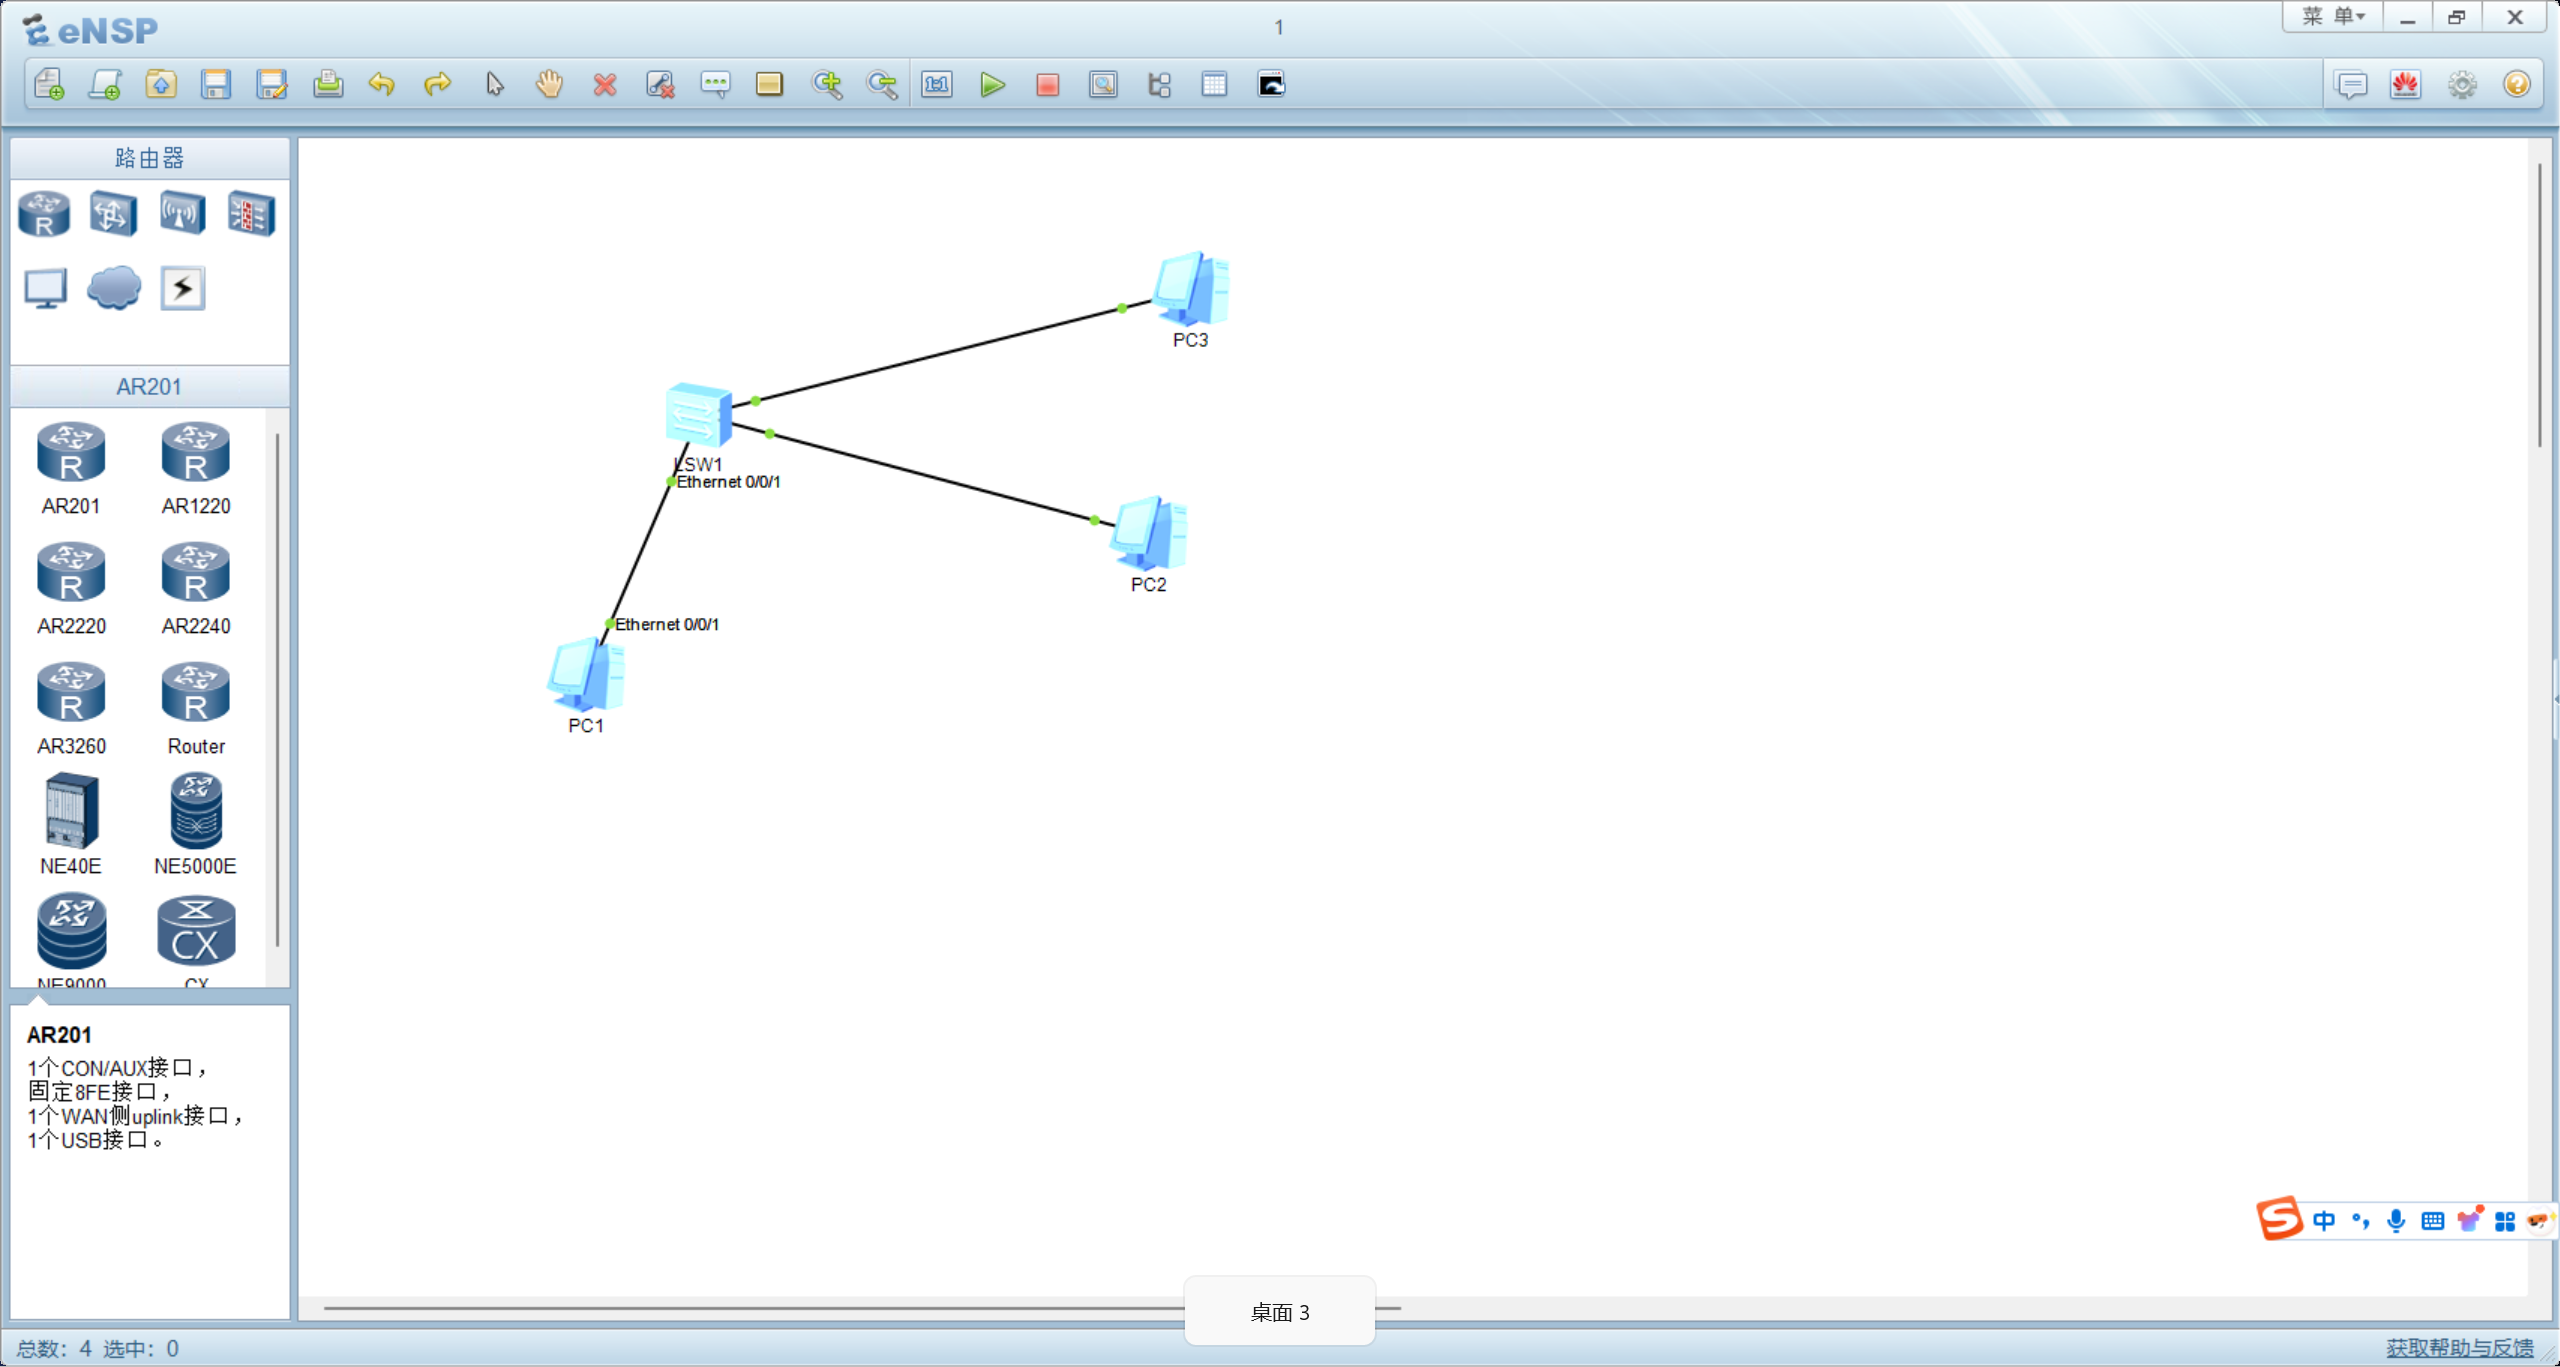 eNSP
1
菜 单
路由器
AR201
AR201
AR1220
AR2220
AR2240
AR3260
Router
NE40E
NE5000E
NE9000
CX
CX
AR201
1个CON/AUX接口，
固定8FE接口，
1个WAN侧uplink接口，
1个USB接口。
PC3
LSW1
Ethernet 0/0/1
PC2
Ethernet 0/0/1
PC1
中
桌面 3
总数：4 选中：0
获取帮助与反馈